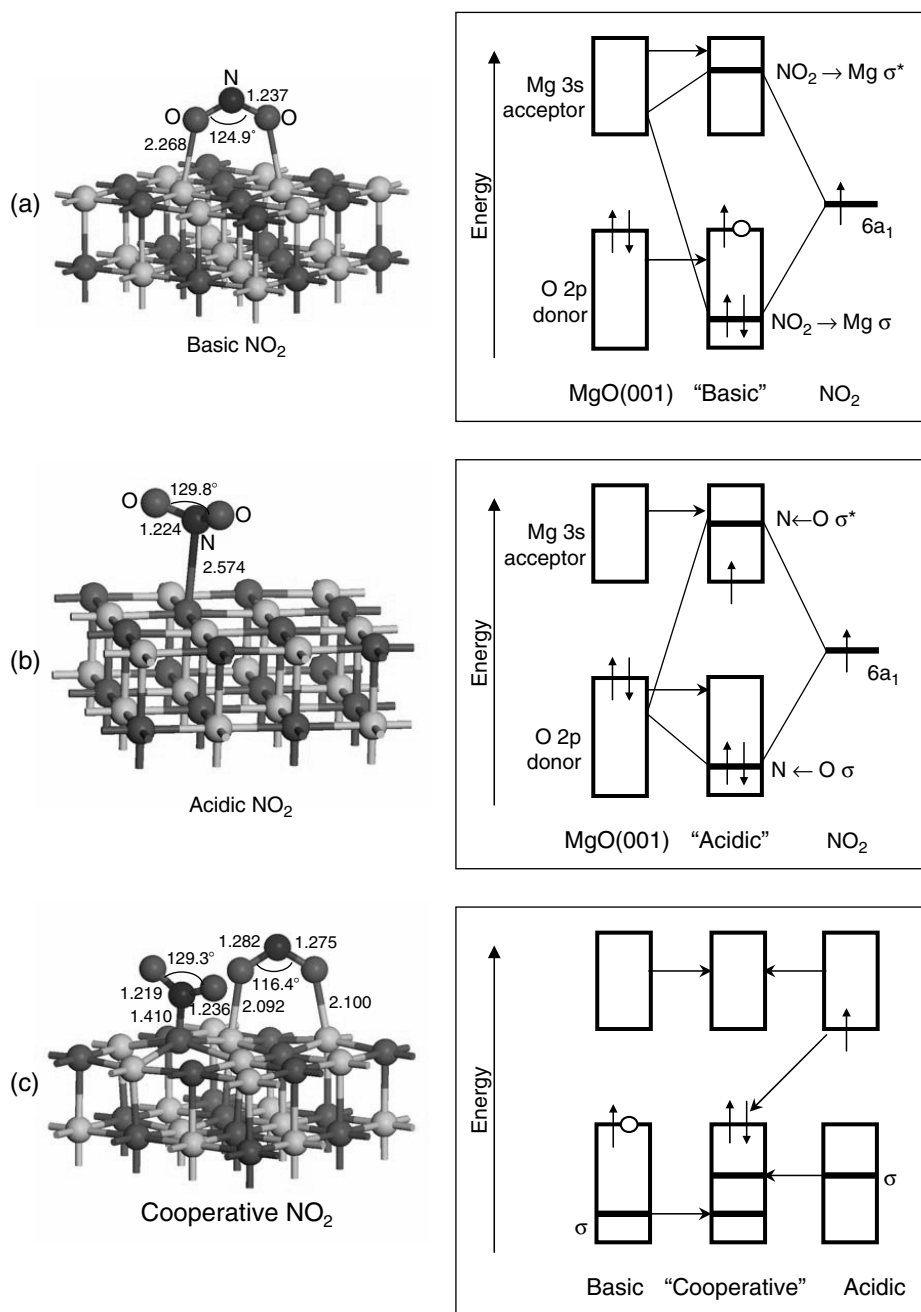 (a)
N
1.237
O
O
124.9°
2.268
Basic NO₂
Energy
Mg 3s
acceptor
NO₂ → Mg σ*
6a₁
O 2p
donor
NO₂ → Mg σ
MgO(001) "Basic" NO₂
(b)
O
129.8°
O
1.224
N
2.574
Acidic NO₂
Energy
Mg 3s
acceptor
N←O σ*
6a₁
O 2p
donor
N ← O σ
MgO(001) "Acidic" NO₂
(c)
1.282
1.275
129.3°
116.4°
1.219
1.236
2.092
2.100
1.410
Cooperative NO₂
Energy
σ
σ
Basic "Cooperative" Acidic